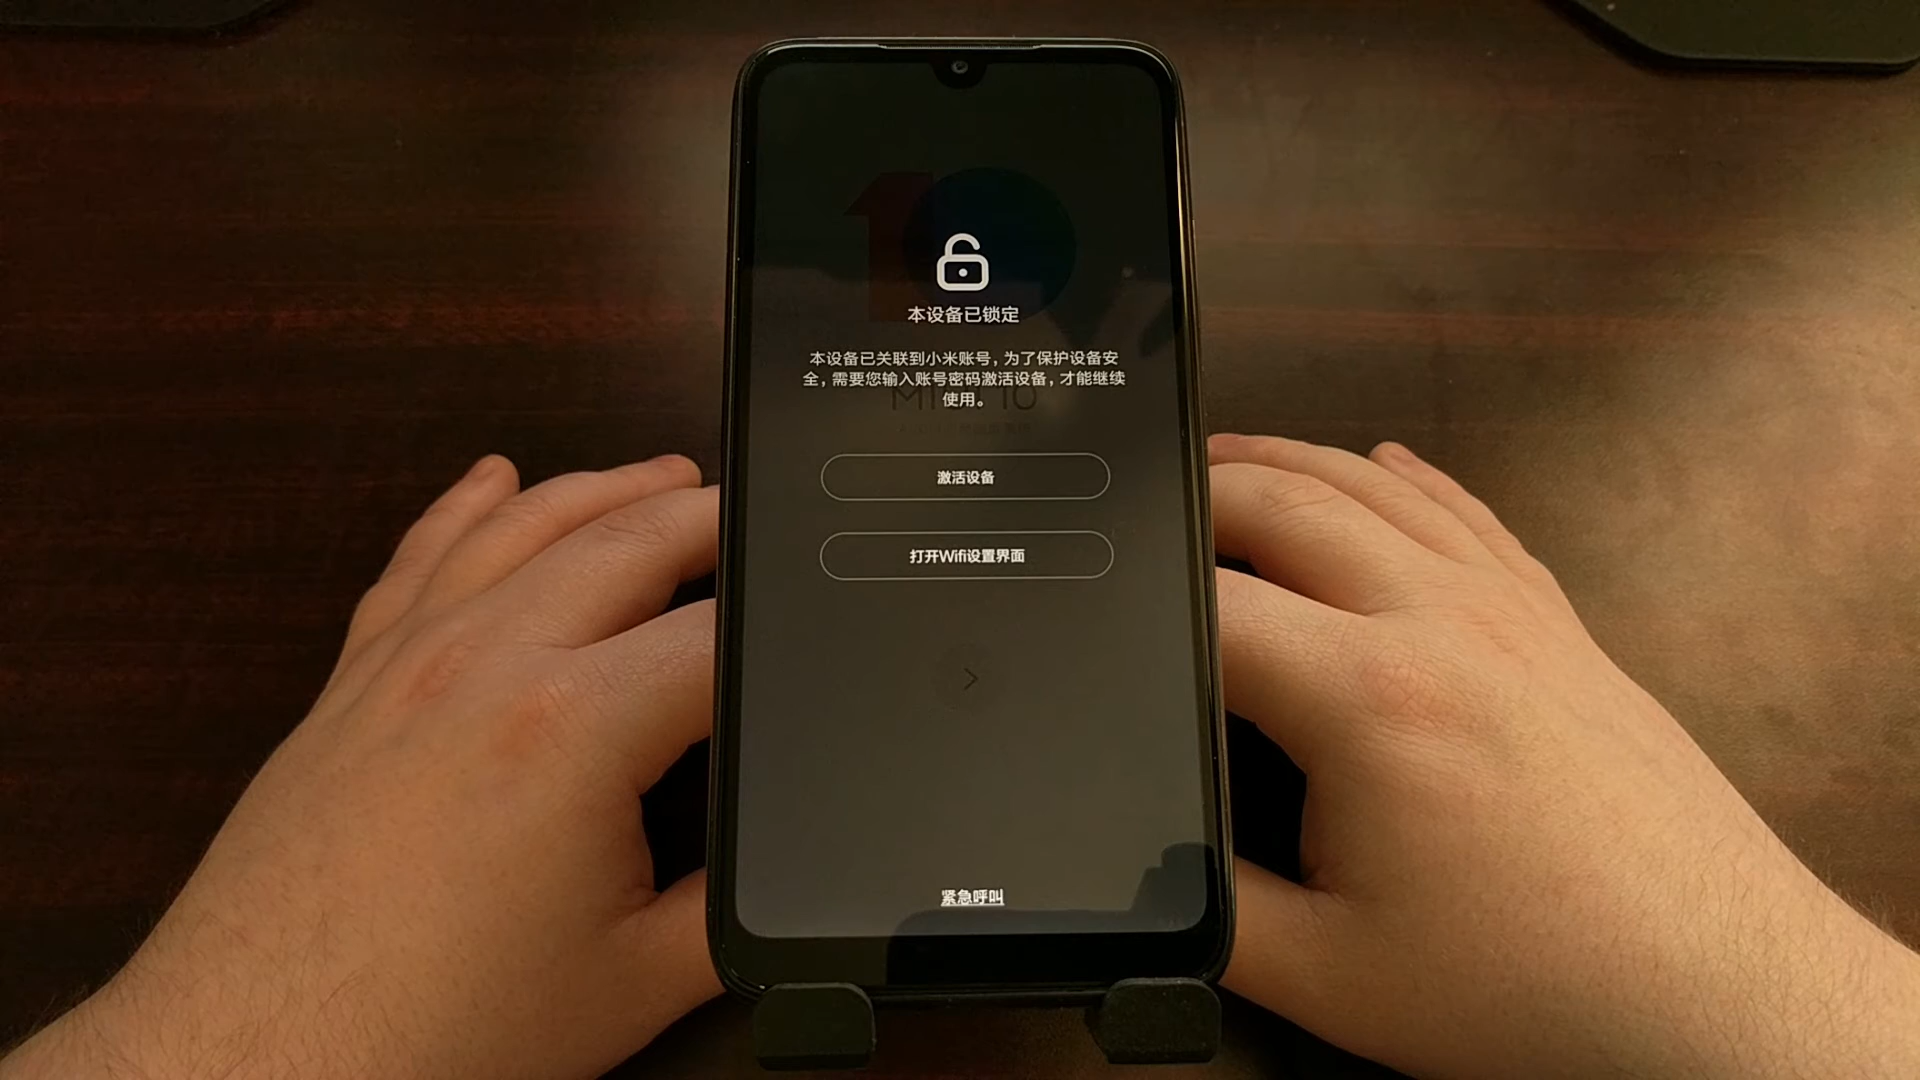 本设备已锁定
本设备已关联到小米账号，为了保护设备安
全，需要您输入账号密码激活设备，才能继续
使用。
激活设备
打开Wifi设置界面
紧急呼叫